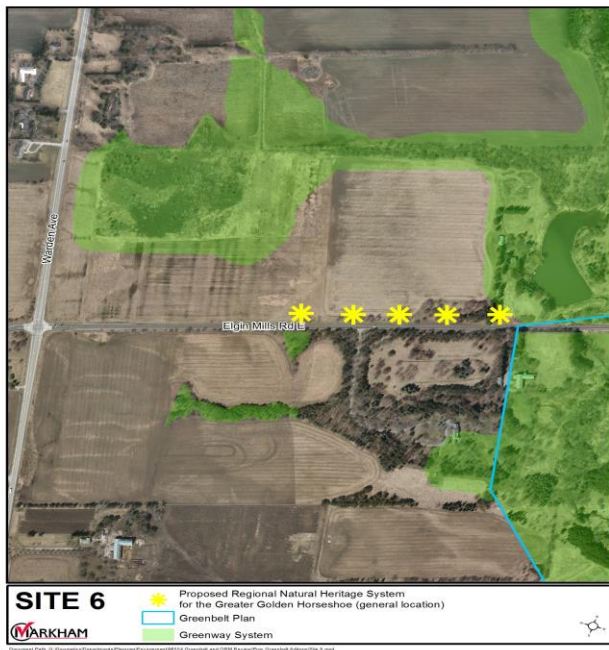 Warden Ave
Elgin Mills Rd E
SITE 6
MARKHAM
Proposed Regional Natural Heritage System
for the Greater Golden Horseshoe (general location)
Greenbelt Plan
Greenway System